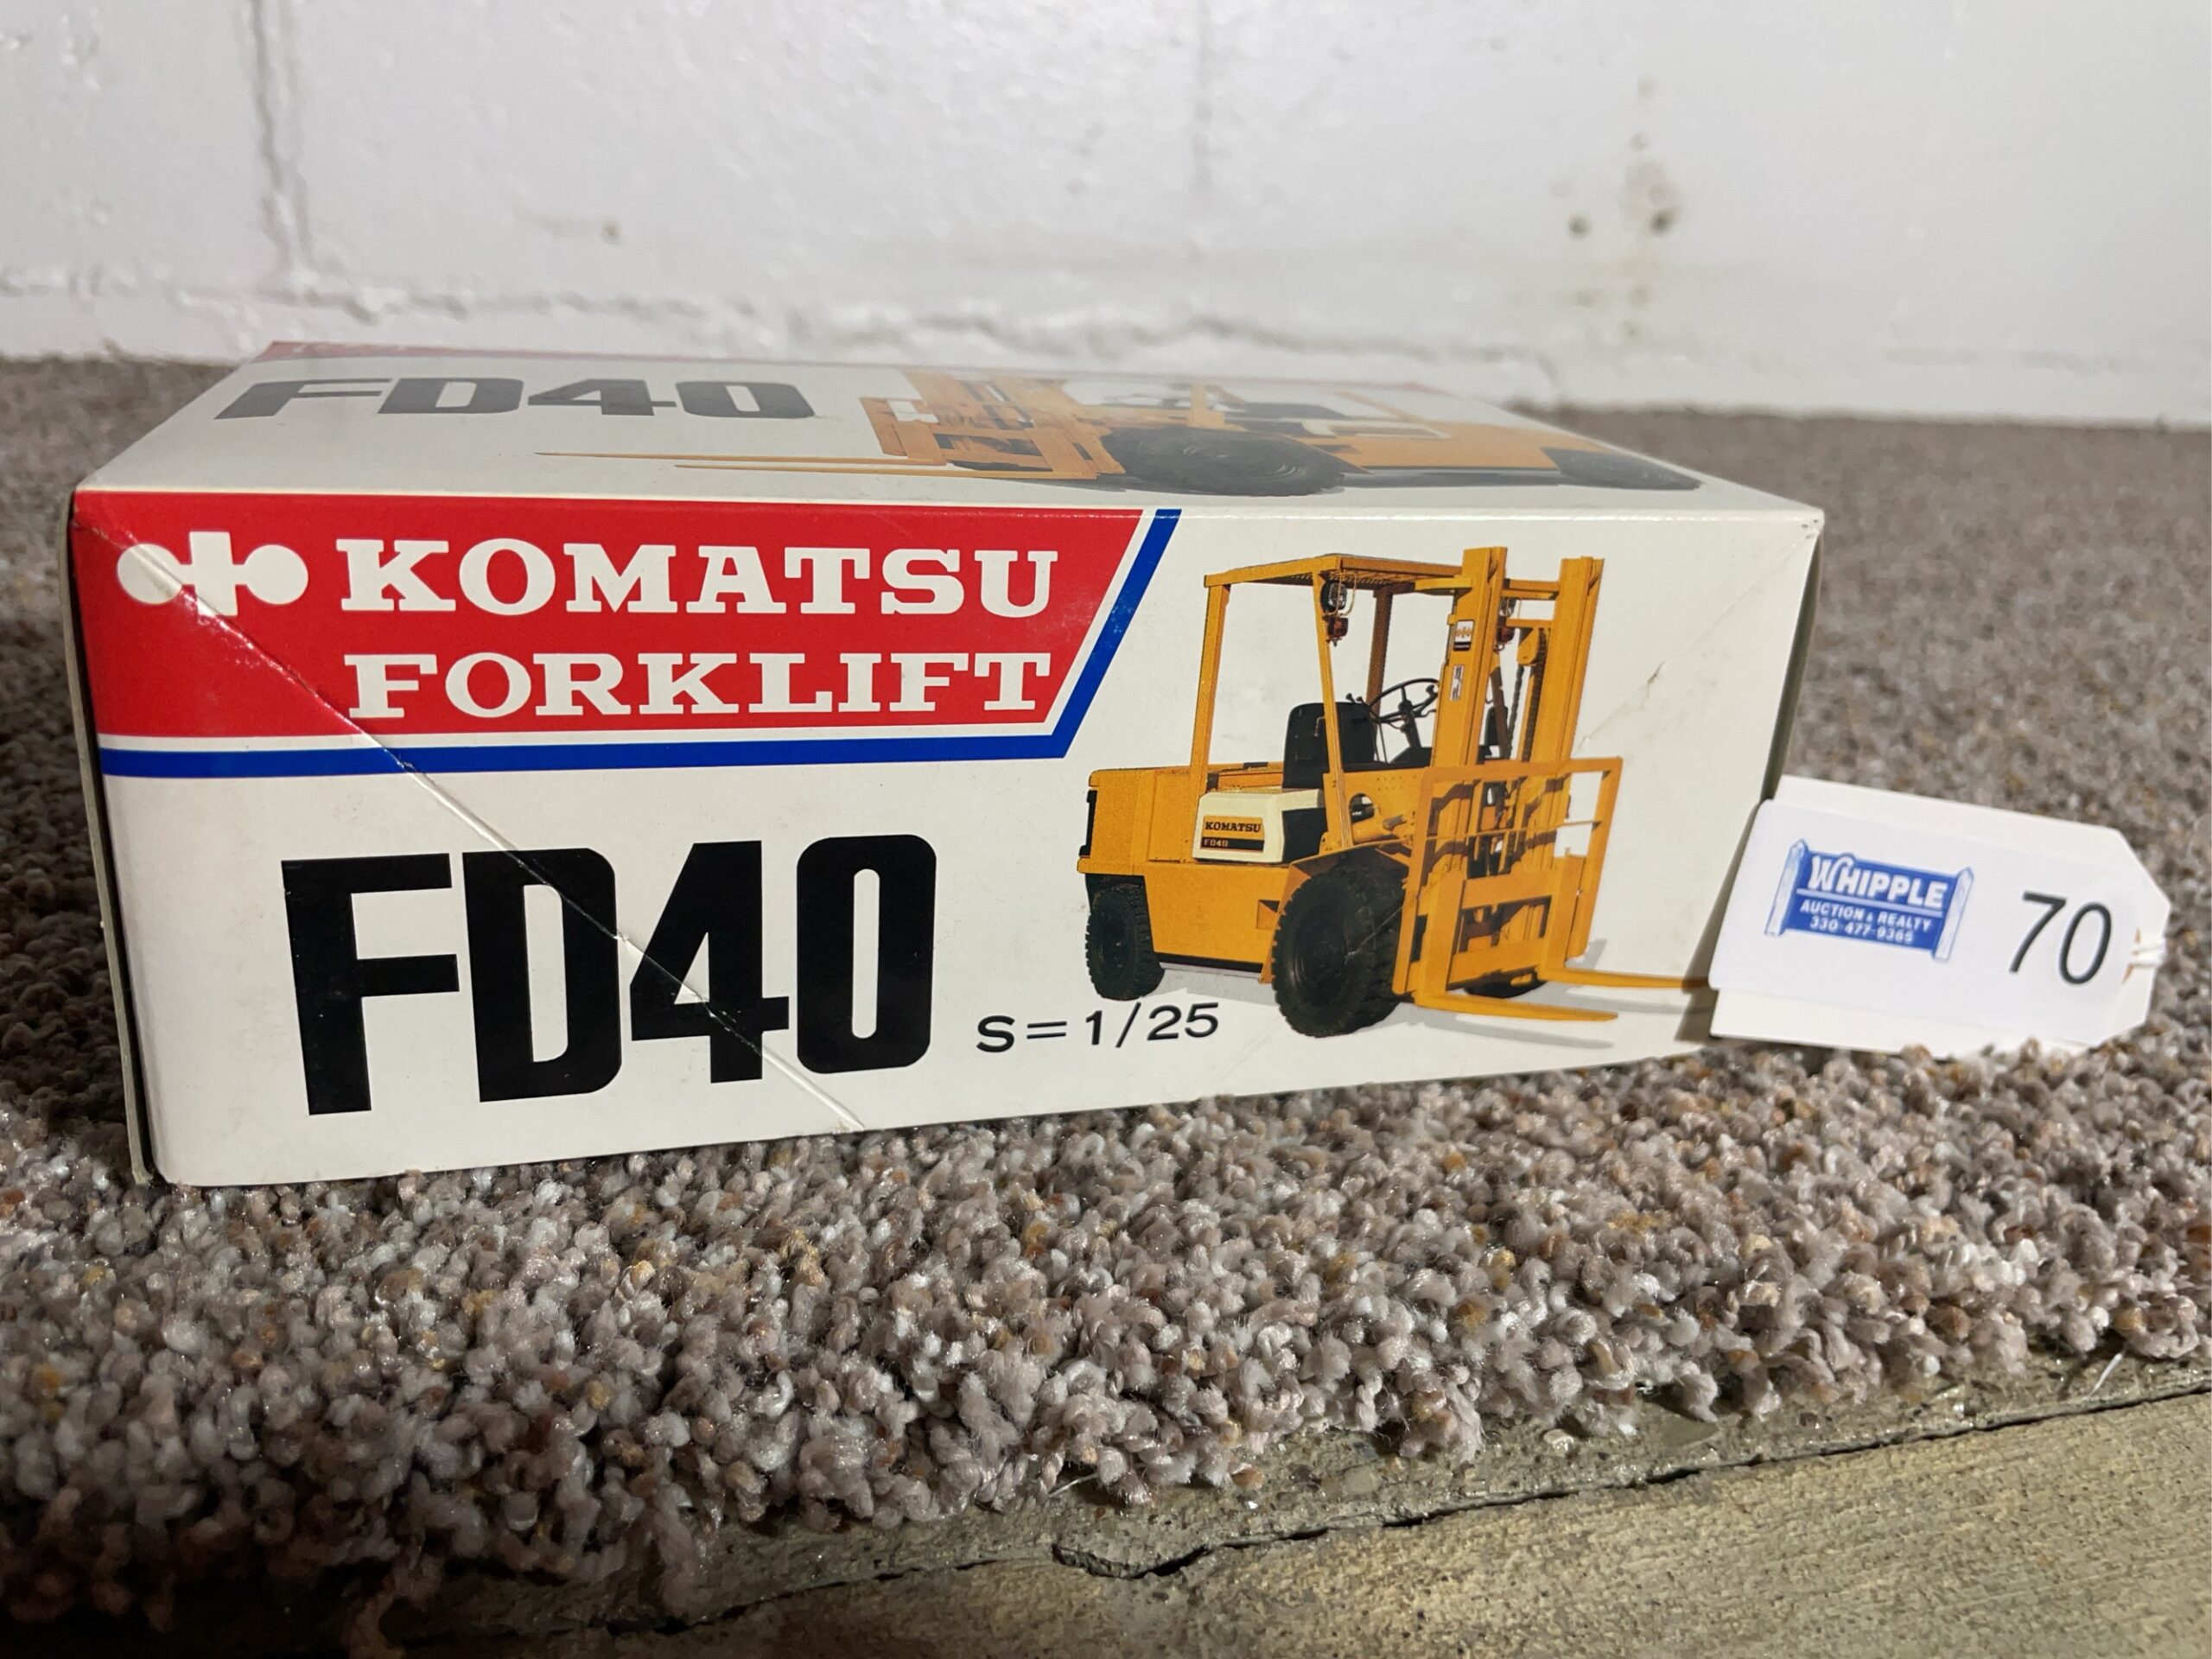 FD40
KOMATSU
FORKLIFT
FD40
S=1/25
KOMATSU
FD40
WHIPPLE
AUCTION & REALTY
330-477-9365
70